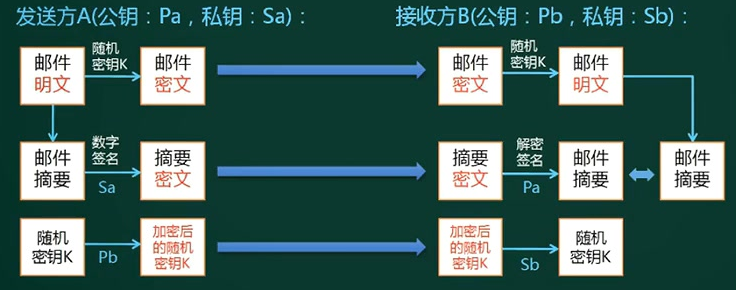 发送方A(公钥：Pa，私钥：Sa)：
接收方B(公钥：Pb，私钥：Sb)：
邮件
明文
随机
密钥K
邮件
密文
邮件
密文
随机
密钥K
邮件
明文
邮件
摘要
数字
签名
Sa
摘要
密文
摘要
密文
解密
签名
Pa
邮件
摘要
邮件
摘要
随机
密钥K
Pb
加密后
的随机
密钥K
加密后
的随机
密钥K
Sb
随机
密钥K